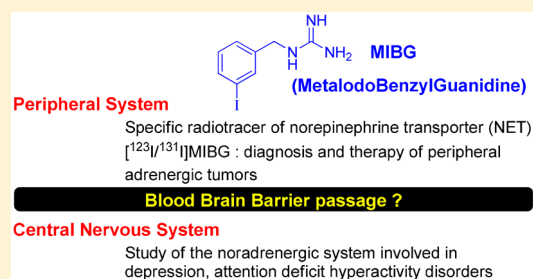 NH
N
H
NH₂
I
MIBG
(MetaIodoBenzylGuanidine)
Peripheral System
Specific radiotracer of norepinephrine transporter (NET)
[¹²³I/¹³¹I]MIBG : diagnosis and therapy of peripheral
adrenergic tumors
Blood Brain Barrier passage ?
Central Nervous System
Study of the noradrenergic system involved in
depression, attention deficit hyperactivity disorders